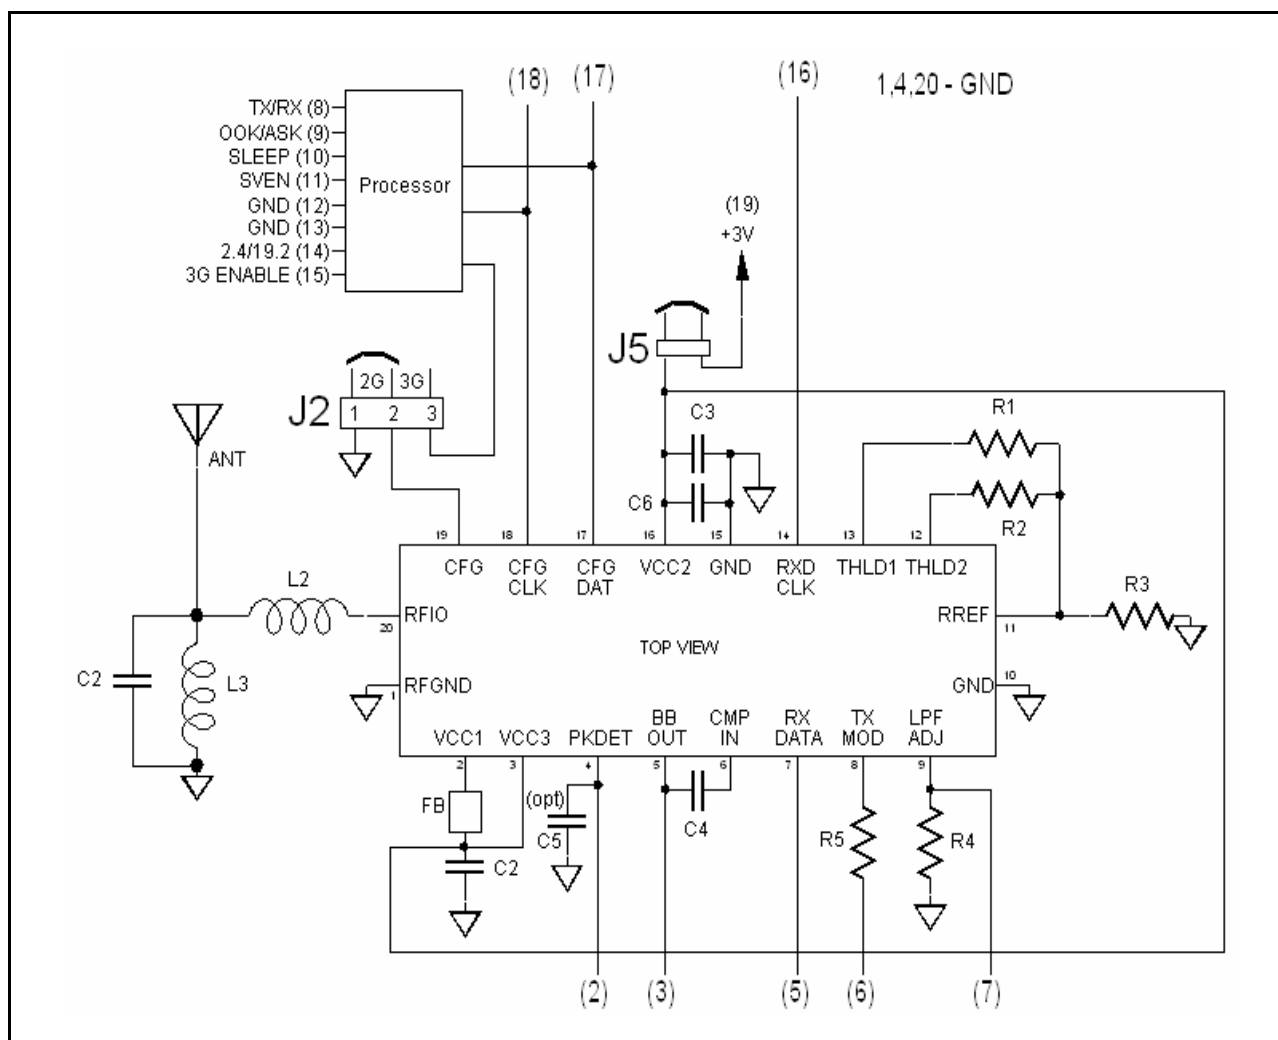 (18)
(17)
(16)
1,4,20 - GND
TX/RX (8)
OOK/ASK (9)
SLEEP (10)
SVEN (11)
GND (12)
GND (13)
2.4/19.2 (14)
3G ENABLE (15)
Processor
(19)
+3V
J5
2G
3G
J2
1
2
3
ANT
C3
C6
R1
R2
R3
19
18
17
16
15
14
13
12
CFG
CFG CLK
CFG DAT
VCC2
GND
RXD CLK
THLD1
THLD2
L2
RFIO
20
RREF
11
TOP VIEW
C2
L3
RFGND
1
GND
10
VCC1
VCC3
PKDET
BB OUT
CMP IN
RX DATA
TX MOD
LPF ADJ
2
3
4
5
6
7
8
9
FB
(opt)
C5
C2
C4
R5
R4
(2)
(3)
(5)
(6)
(7)